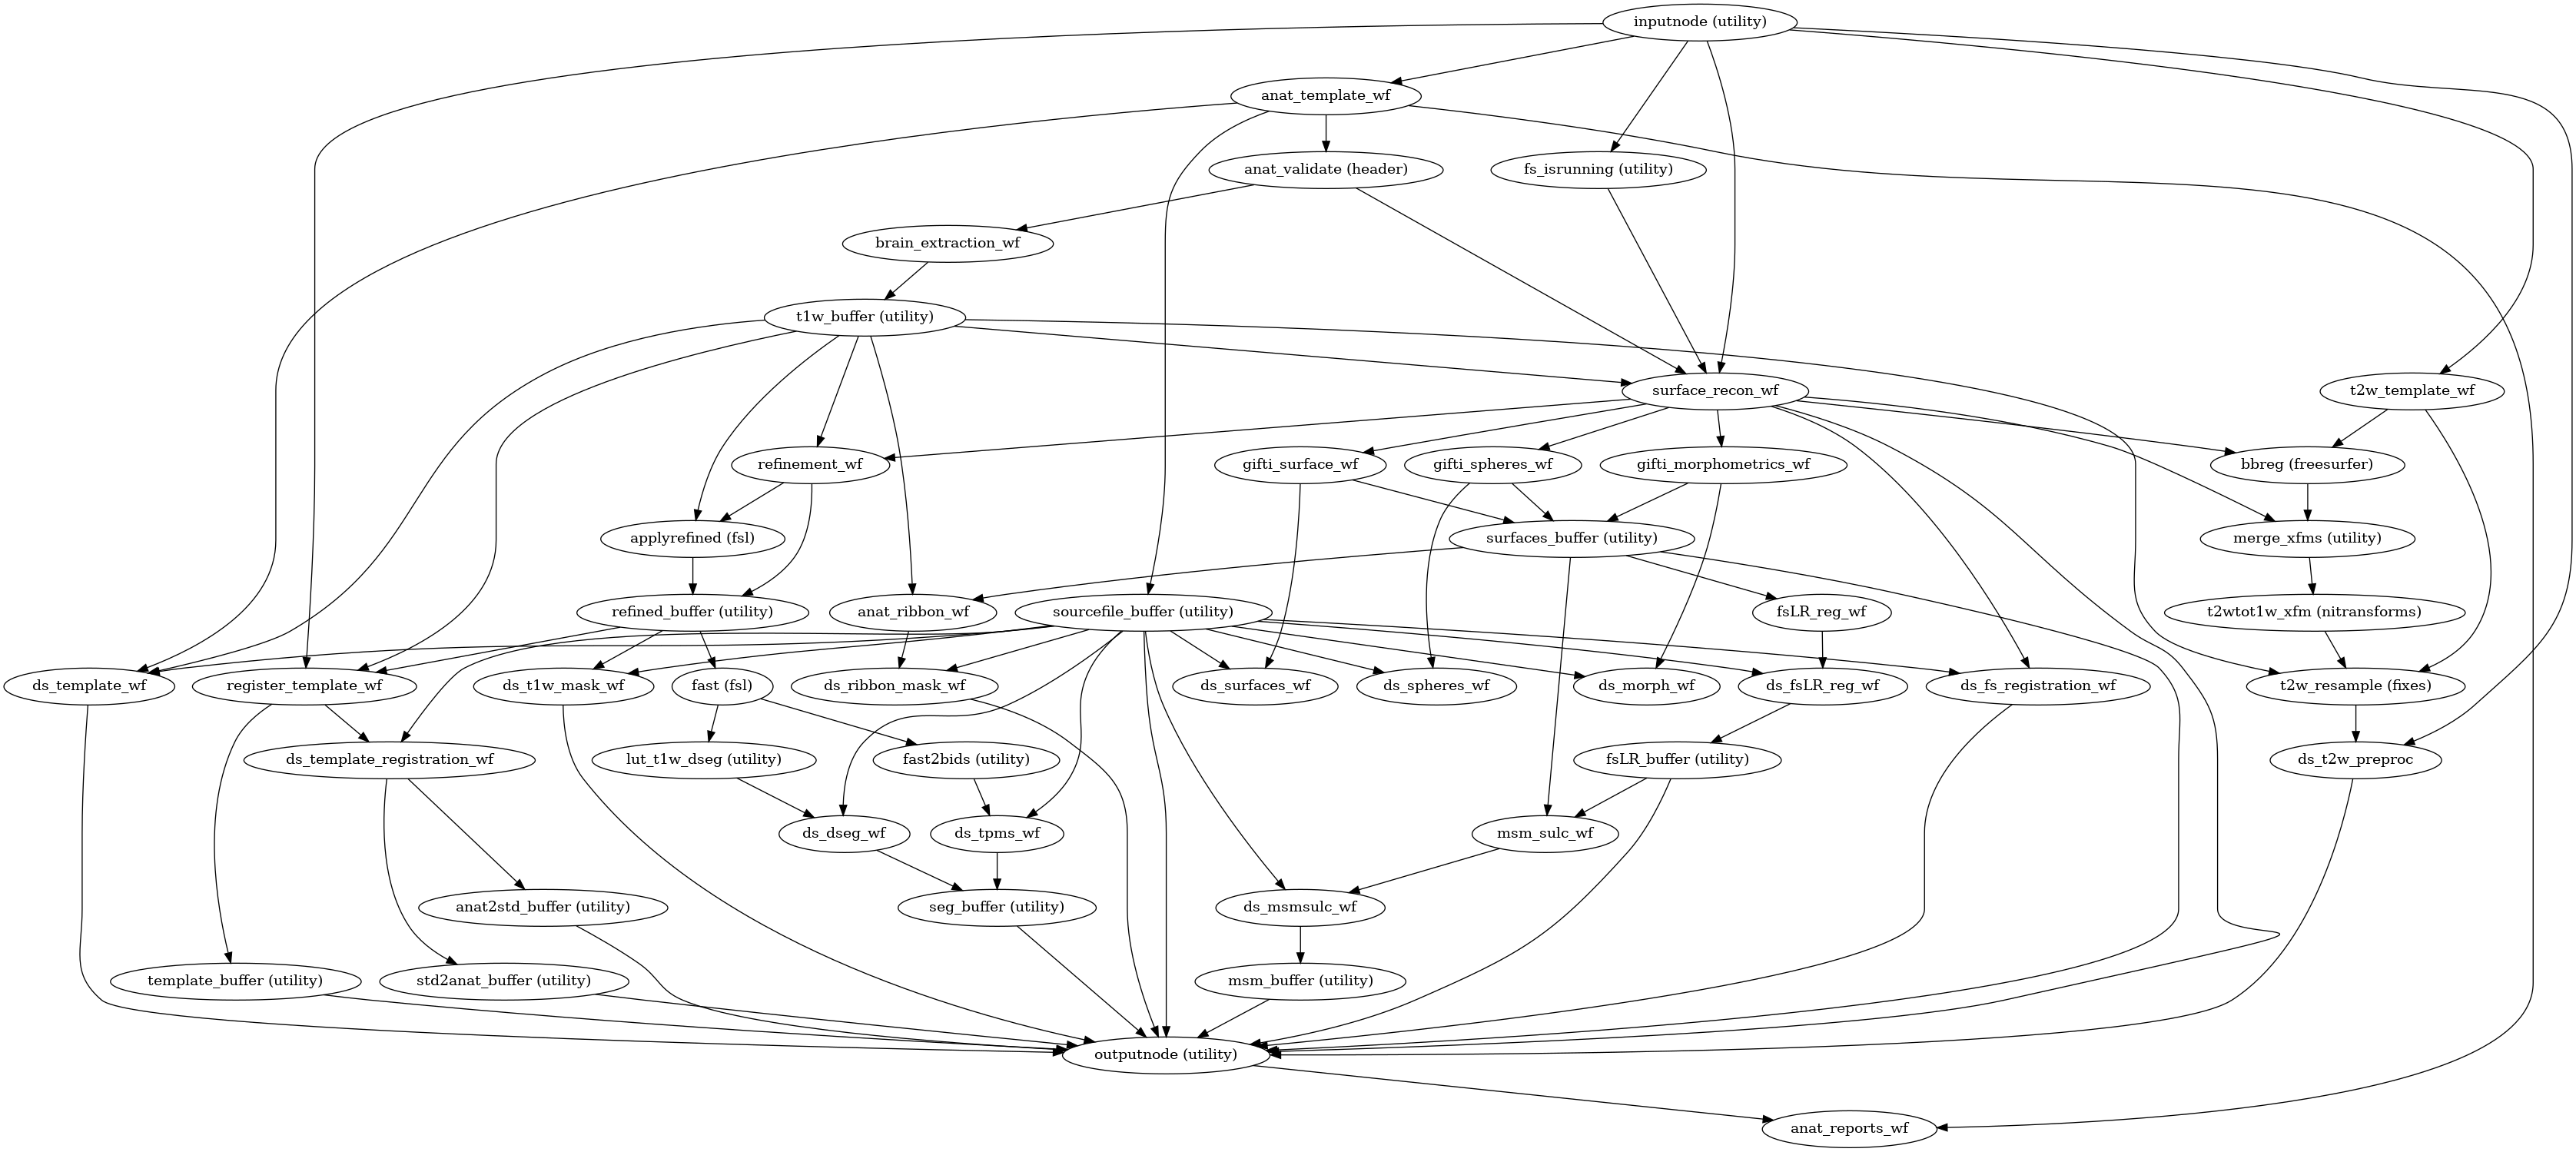 inputnode (utility)
anat_template_wf
anat_validate (header)
fs_isrunning (utility)
brain_extraction_wf
t1w_buffer (utility)
surface_recon_wf
t2w_template_wf
refinement_wf
gifti_surface_wf
gifti_spheres_wf
gifti_morphometrics_wf
bbreg (freesurfer)
applyrefined (fsl)
surfaces_buffer (utility)
merge_xfms (utility)
refined_buffer (utility)
anat_ribbon_wf
sourcefile_buffer (utility)
fsLR_reg_wf
t2wtot1w_xfm (nitransforms)
ds_template_wf
register_template_wf
ds_t1w_mask_wf
fast (fsl)
ds_ribbon_mask_wf
ds_surfaces_wf
ds_spheres_wf
ds_morph_wf
ds_fsLR_reg_wf
ds_fs_registration_wf
t2w_resample (fixes)
ds_template_registration_wf
lut_t1w_dseg (utility)
fast2bids (utility)
fsLR_buffer (utility)
ds_t2w_preproc
ds_dseg_wf
ds_tpms_wf
msm_sulc_wf
anat2std_buffer (utility)
seg_buffer (utility)
ds_msmsulc_wf
template_buffer (utility)
std2anat_buffer (utility)
msm_buffer (utility)
outputnode (utility)
anat_reports_wf